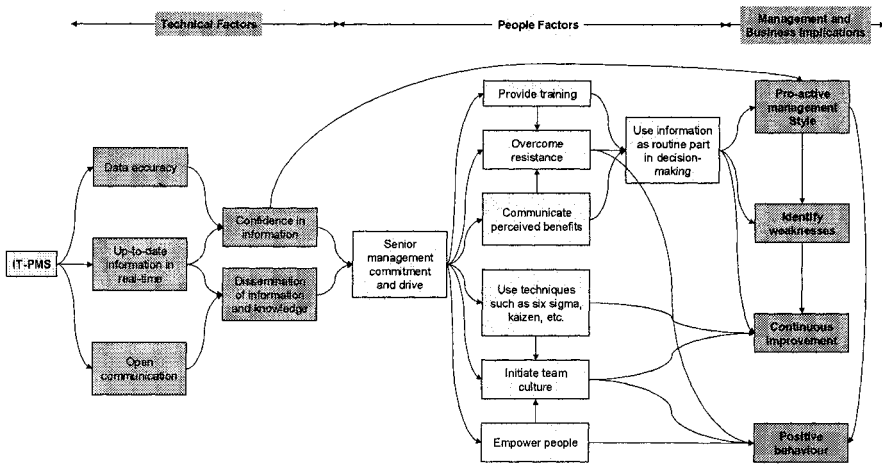 Technical Factors
People Factors
Management and
Business Implications
IT-PMS
Data accuracy
Up-to-date
information in
real-time
Open
communication
Confidence in
information
Dissemination
of information
and knowledge
Senior
management
commitment
and drive
Provide training
Overcome
resistance
Communicate
perceived benefits
Use techniques
such as six sigma,
kaizen, etc.
Initiate team
culture
Empower people
Use information
as routine part
in decision-
making
Pro-active
management
Style
Identify
weaknesses
Continuous
improvement
Positive
behaviour